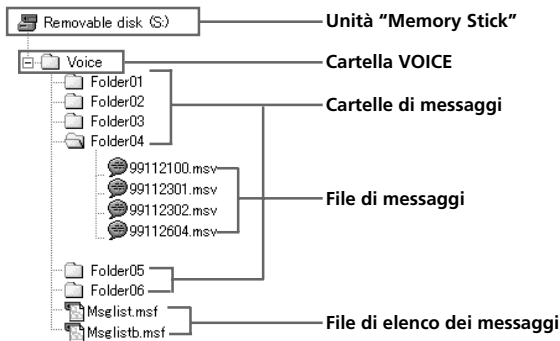 Removable disk (S:)
Unità “Memory Stick”
Voice
Cartella VOICE
Folder01
Folder02
Cartelle di messaggi
Folder03
Folder04
99112100.msv
99112301.msv
File di messaggi
99112302.msv
99112604.msv
Folder05
Folder06
Msglist.msf
File di elenco dei messaggi
Msglistb.msf